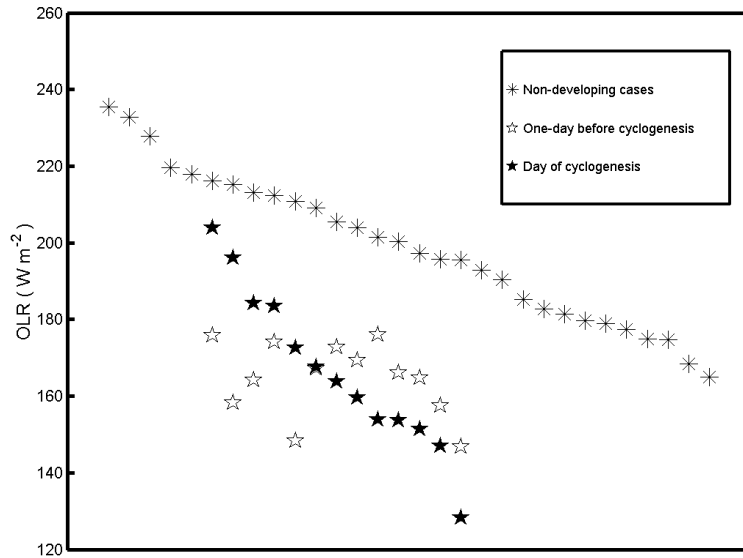 260
240
220
200
180
160
140
120
OLR ( W m-2 )
Non-developing cases
One-day before cyclogenesis
Day of cyclogenesis